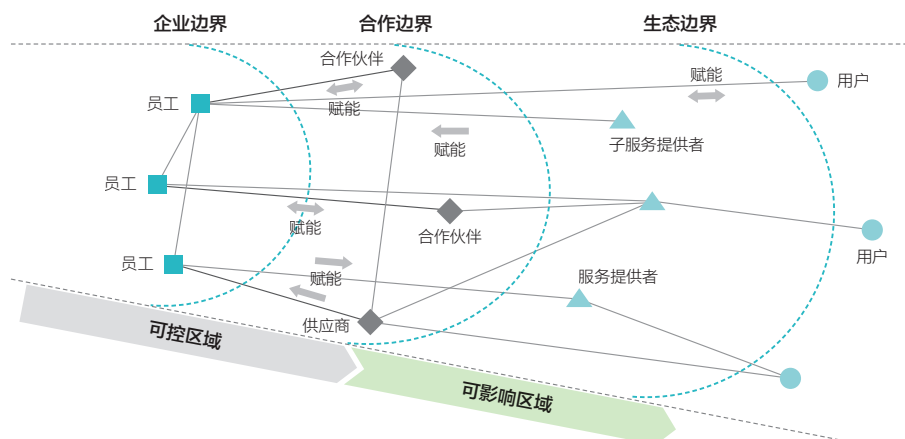 企业边界
合作边界
生态边界
合作伙伴
赋能
用户
员工
赋能
子服务提供者
赋能
员工
赋能
合作伙伴
用户
员工
赋能
服务提供者
供应商
可控区域
可影响区域